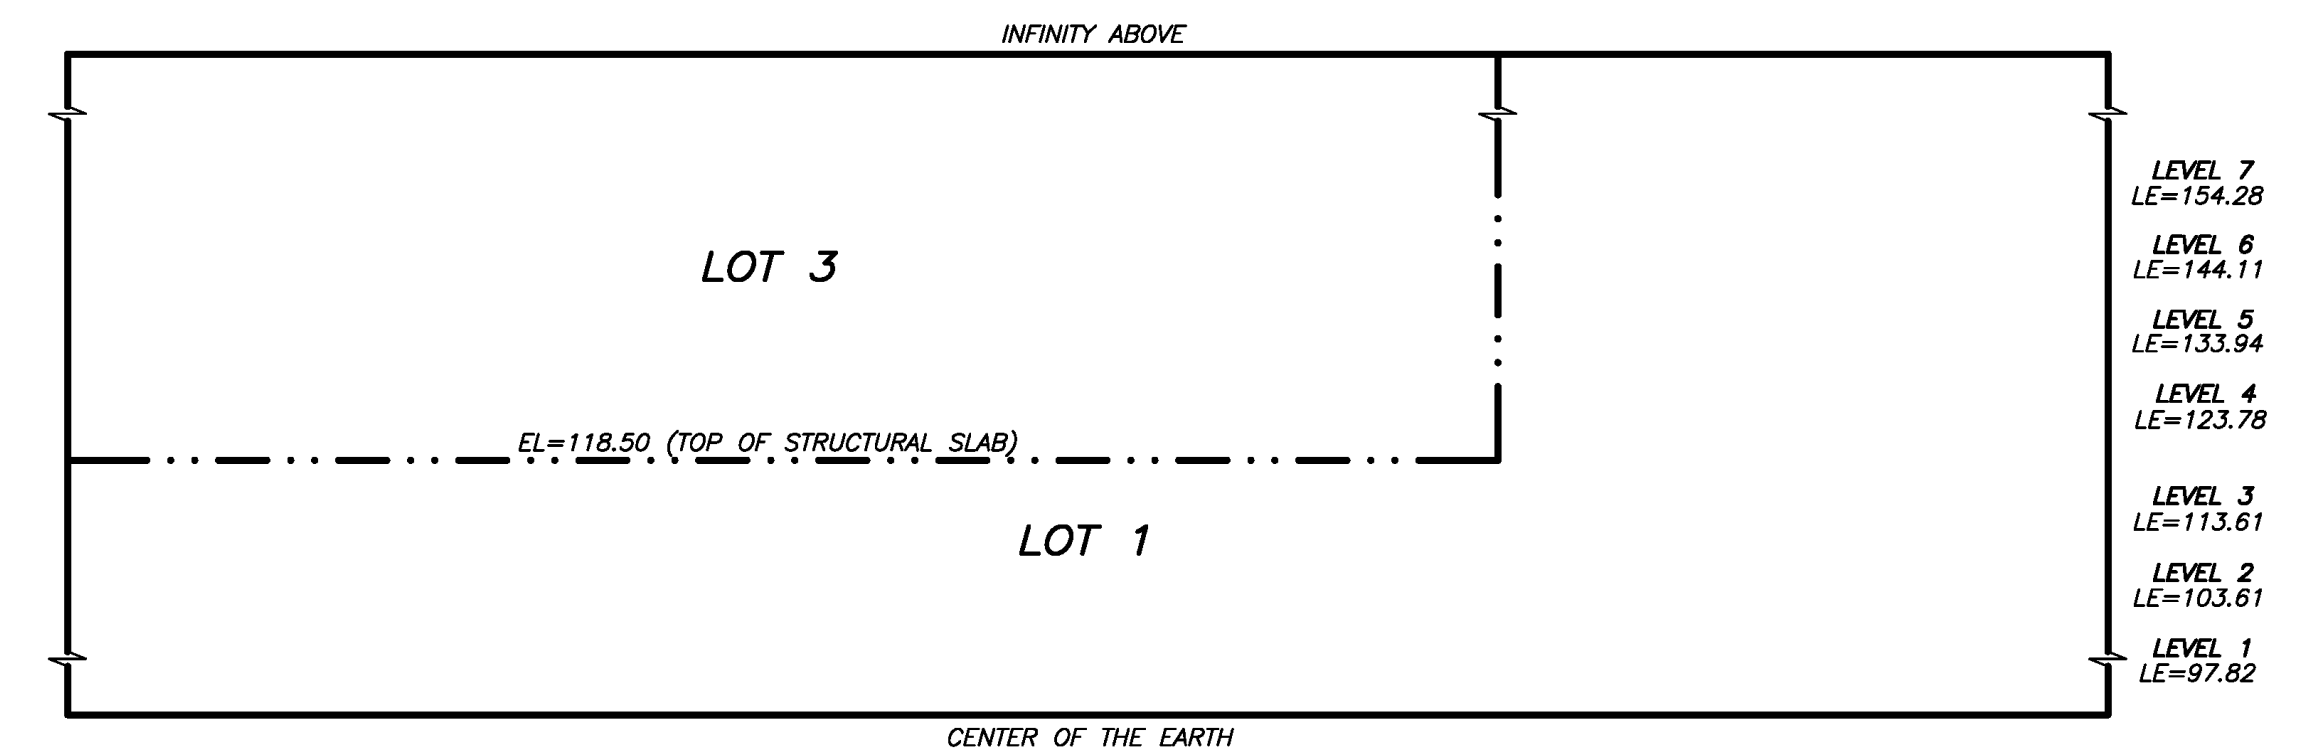 INFINITY ABOVE
LEVEL 7
LE=154.28
LEVEL 6
LE=144.11
LOT 3
LEVEL 5
LE=133.94
LEVEL 4
LE=123.78
EL=118.50 (TOP OF STRUCTURAL SLAB)
LEVEL 3
LE=113.61
LOT 1
LEVEL 2
LE=103.61
LEVEL 1
LE=97.82
CENTER OF THE EARTH